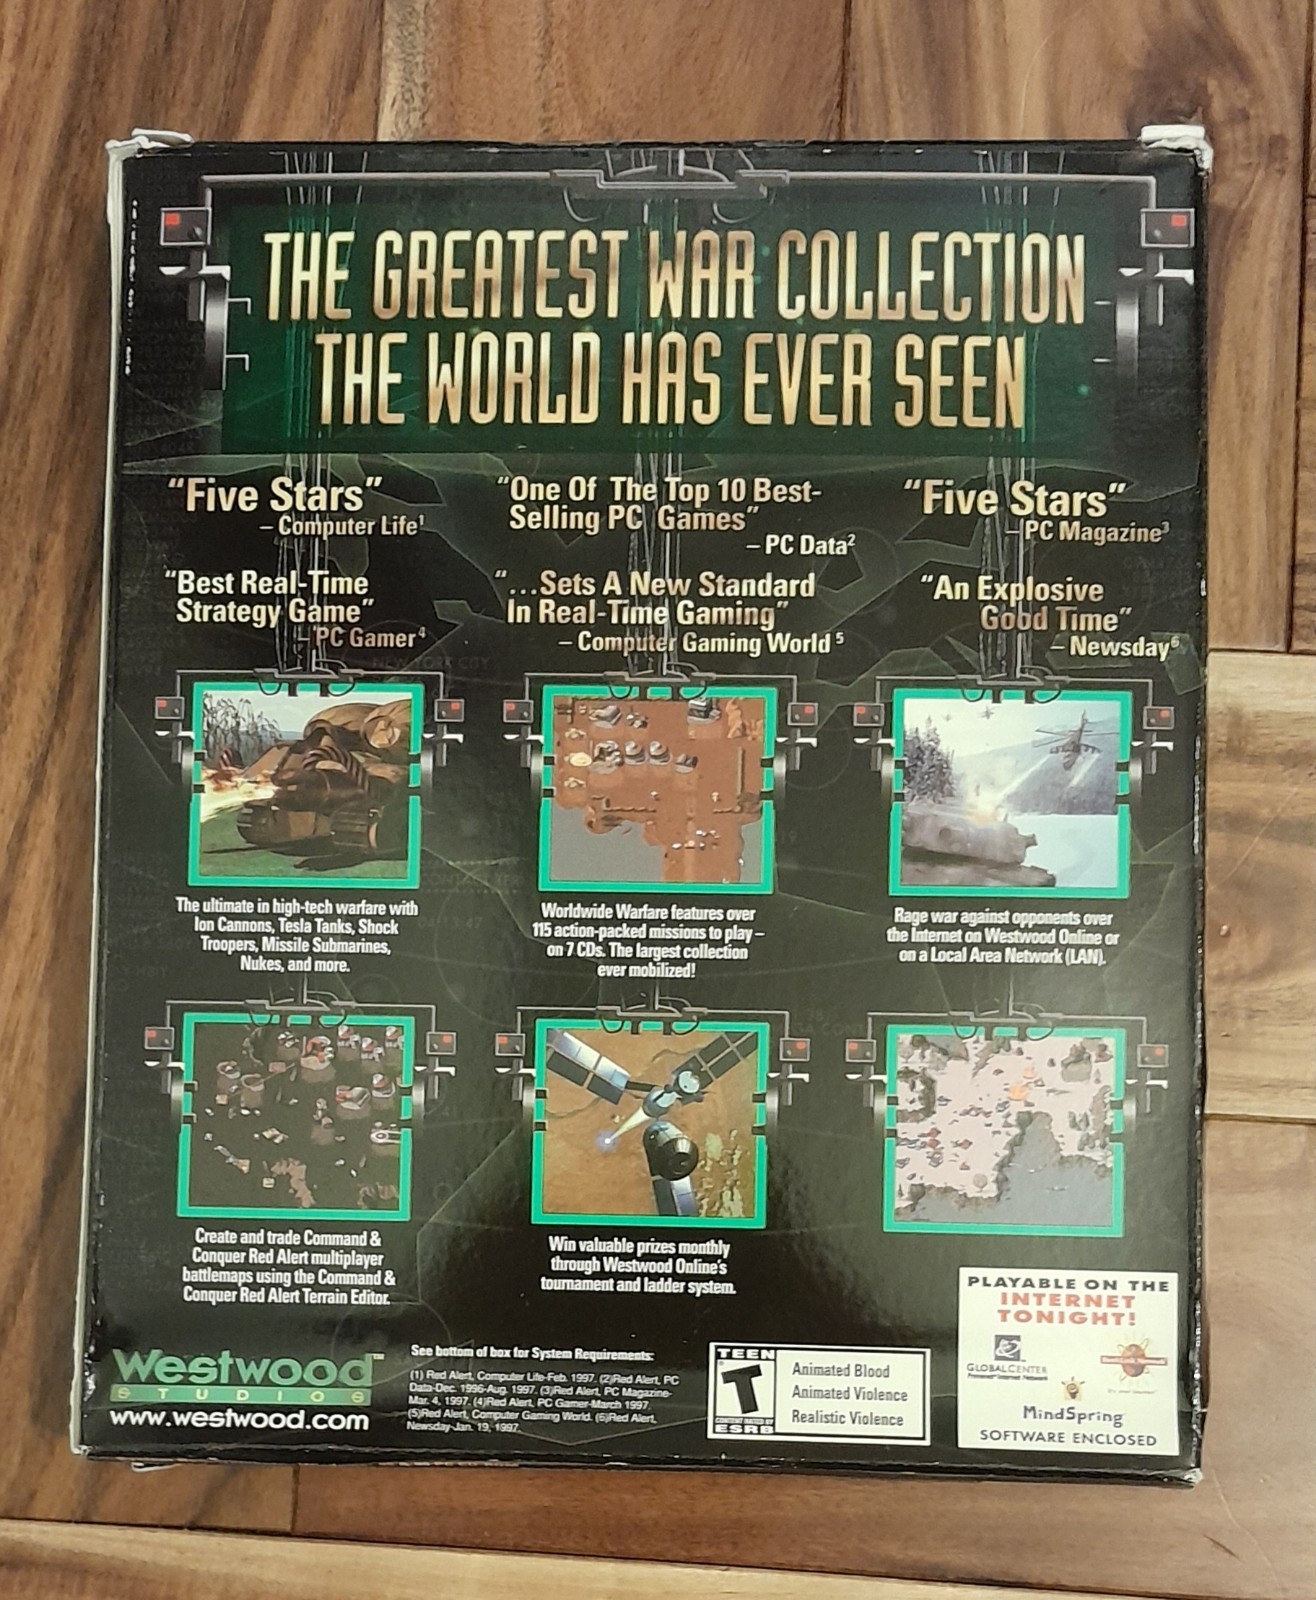 THE GREATEST WAR COLLECTION
THE WORLD HAS EVER SEEN
"Five Stars"
– Computer Life¹
"One Of The Top 10 Best-
Selling PC Games"
– PC Data²
"Five Stars"
– PC Magazine³
"Best Real-Time
Strategy Game"
– PC Gamer⁴
"...Sets A New Standard
In Real-Time Gaming"
– Computer Gaming World⁵
"An Explosive
Good Time"
– Newsday⁶
NEW YORK CITY
The ultimate in high-tech warfare with
Ion Cannons, Tesla Tanks, Shock
Troopers, Missile Submarines,
Nukes, and more.
Worldwide Warfare features over
115 action-packed missions to play –
on 7 CDs. The largest collection
ever mobilized!
Rage war against opponents over
the Internet on Westwood Online or
on a Local Area Network (LAN).
Create and trade Command &
Conquer Red Alert multiplayer
battlemaps using the Command &
Conquer Red Alert Terrain Editor.
Win valuable prizes monthly
through Westwood Online's
tournament and ladder system.
Westwood™
STUDIOS
www.westwood.com
See bottom of box for System Requirements:
(1) Red Alert, Computer Life-Feb. 1997. (2)Red Alert, PC
Data-Dec. 1996-Aug. 1997. (3)Red Alert, PC Magazine-
Mar. 4, 1997. (4)Red Alert, PC Gamer-March 1997.
(5)Red Alert, Computer Gaming World. (6)Red Alert,
Newsday-Jan. 19, 1997.
TEEN
T
CONTENT RATED BY
ESRB
Animated Blood
Animated Violence
Realistic Violence
PLAYABLE ON THE
INTERNET
TONIGHT!
GLOBALCENTER
MindSpring
SOFTWARE ENCLOSED